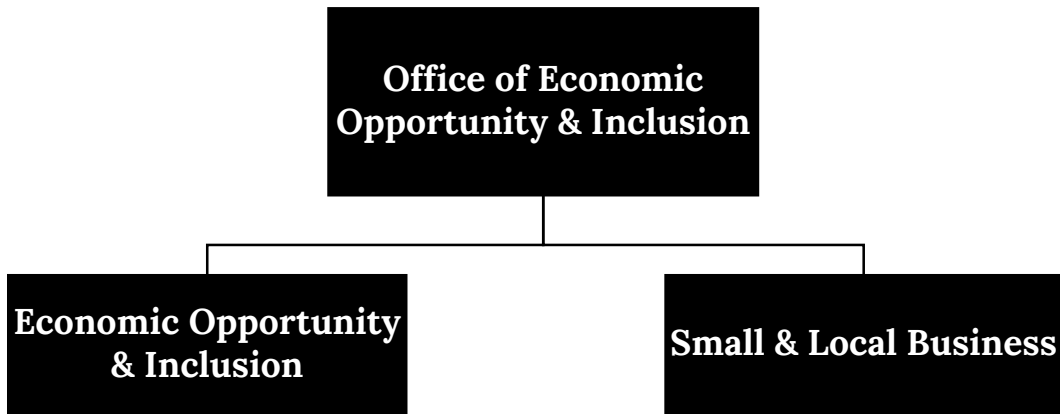 Office of Economic
Opportunity & Inclusion
Economic Opportunity
& Inclusion
Small & Local Business